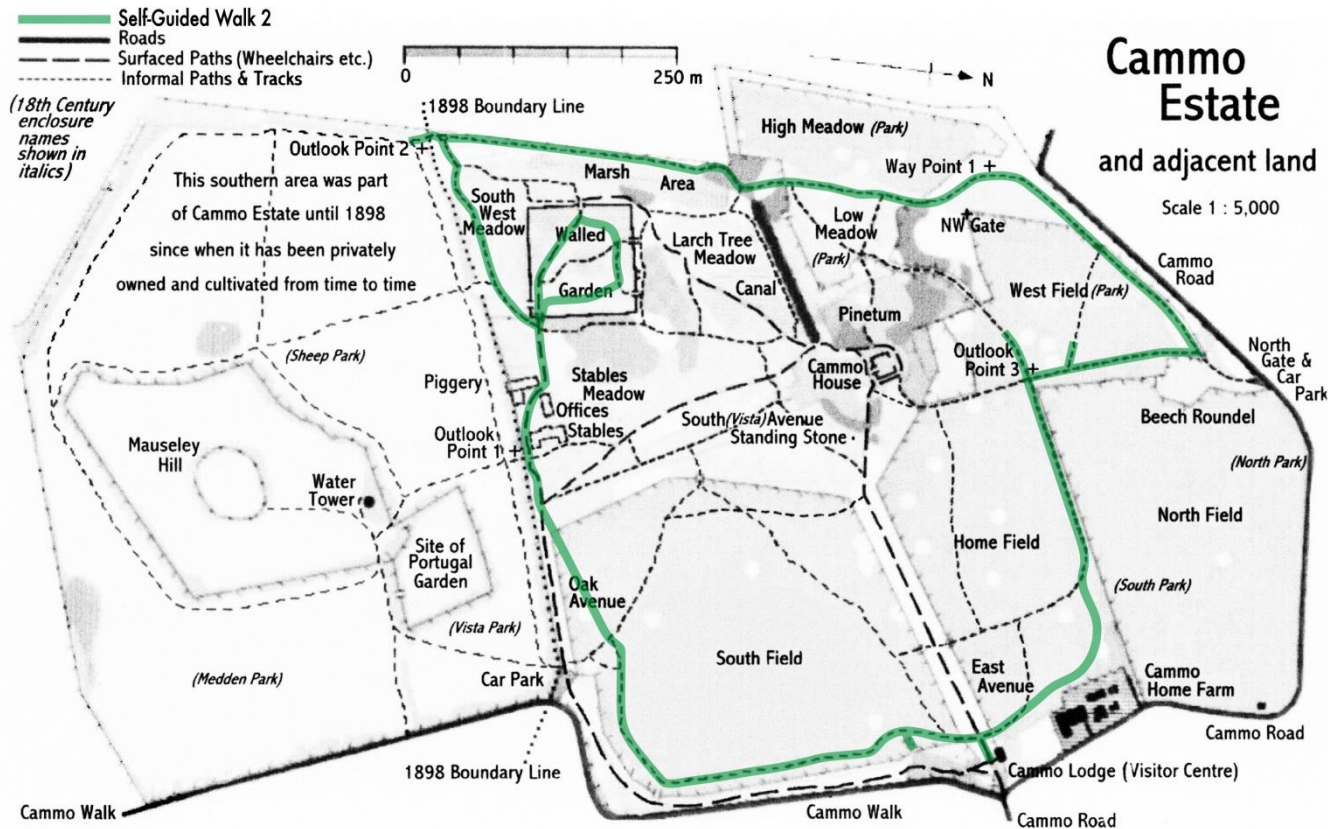 Self-Guided Walk 2
Roads
Surfaced Paths (Wheelchairs etc.)
Informal Paths & Tracks
(18th Century
enclosure
names
shown in
italics)
0
250 m
N
Cammo
Estate
and adjacent land
Scale 1 : 5,000
1898 Boundary Line
Outlook Point 2 +
High Meadow (Park)
Way Point 1 +
This southern area was part
of Cammo Estate until 1898
since when it has been privately
owned and cultivated from time to time
Marsh
Area
South
West
Meadow
Walled
Garden
Larch Tree
Meadow
Canal
Low
Meadow
(Park)
NW Gate
Cammo
Road
West Field (Park)
Pinetum
North
Gate &
Car
Park
Outlook
Point 3 +
Cammo
House
(Sheep Park)
Piggery
Stables
Meadow
Offices
Stables
Beech Roundel
South (Vista) Avenue
Standing Stone
Outlook
Point 1 +
Mauseley
Hill
Water
Tower
(North Park)
North Field
Site of
Portugal
Garden
Home Field
Oak
Avenue
(South Park)
(Vista Park)
South Field
(Medden Park)
Car Park
East
Avenue
Cammo
Home Farm
Cammo Road
1898 Boundary Line
Cammo Lodge (Visitor Centre)
Cammo Walk
Cammo Walk
Cammo Road